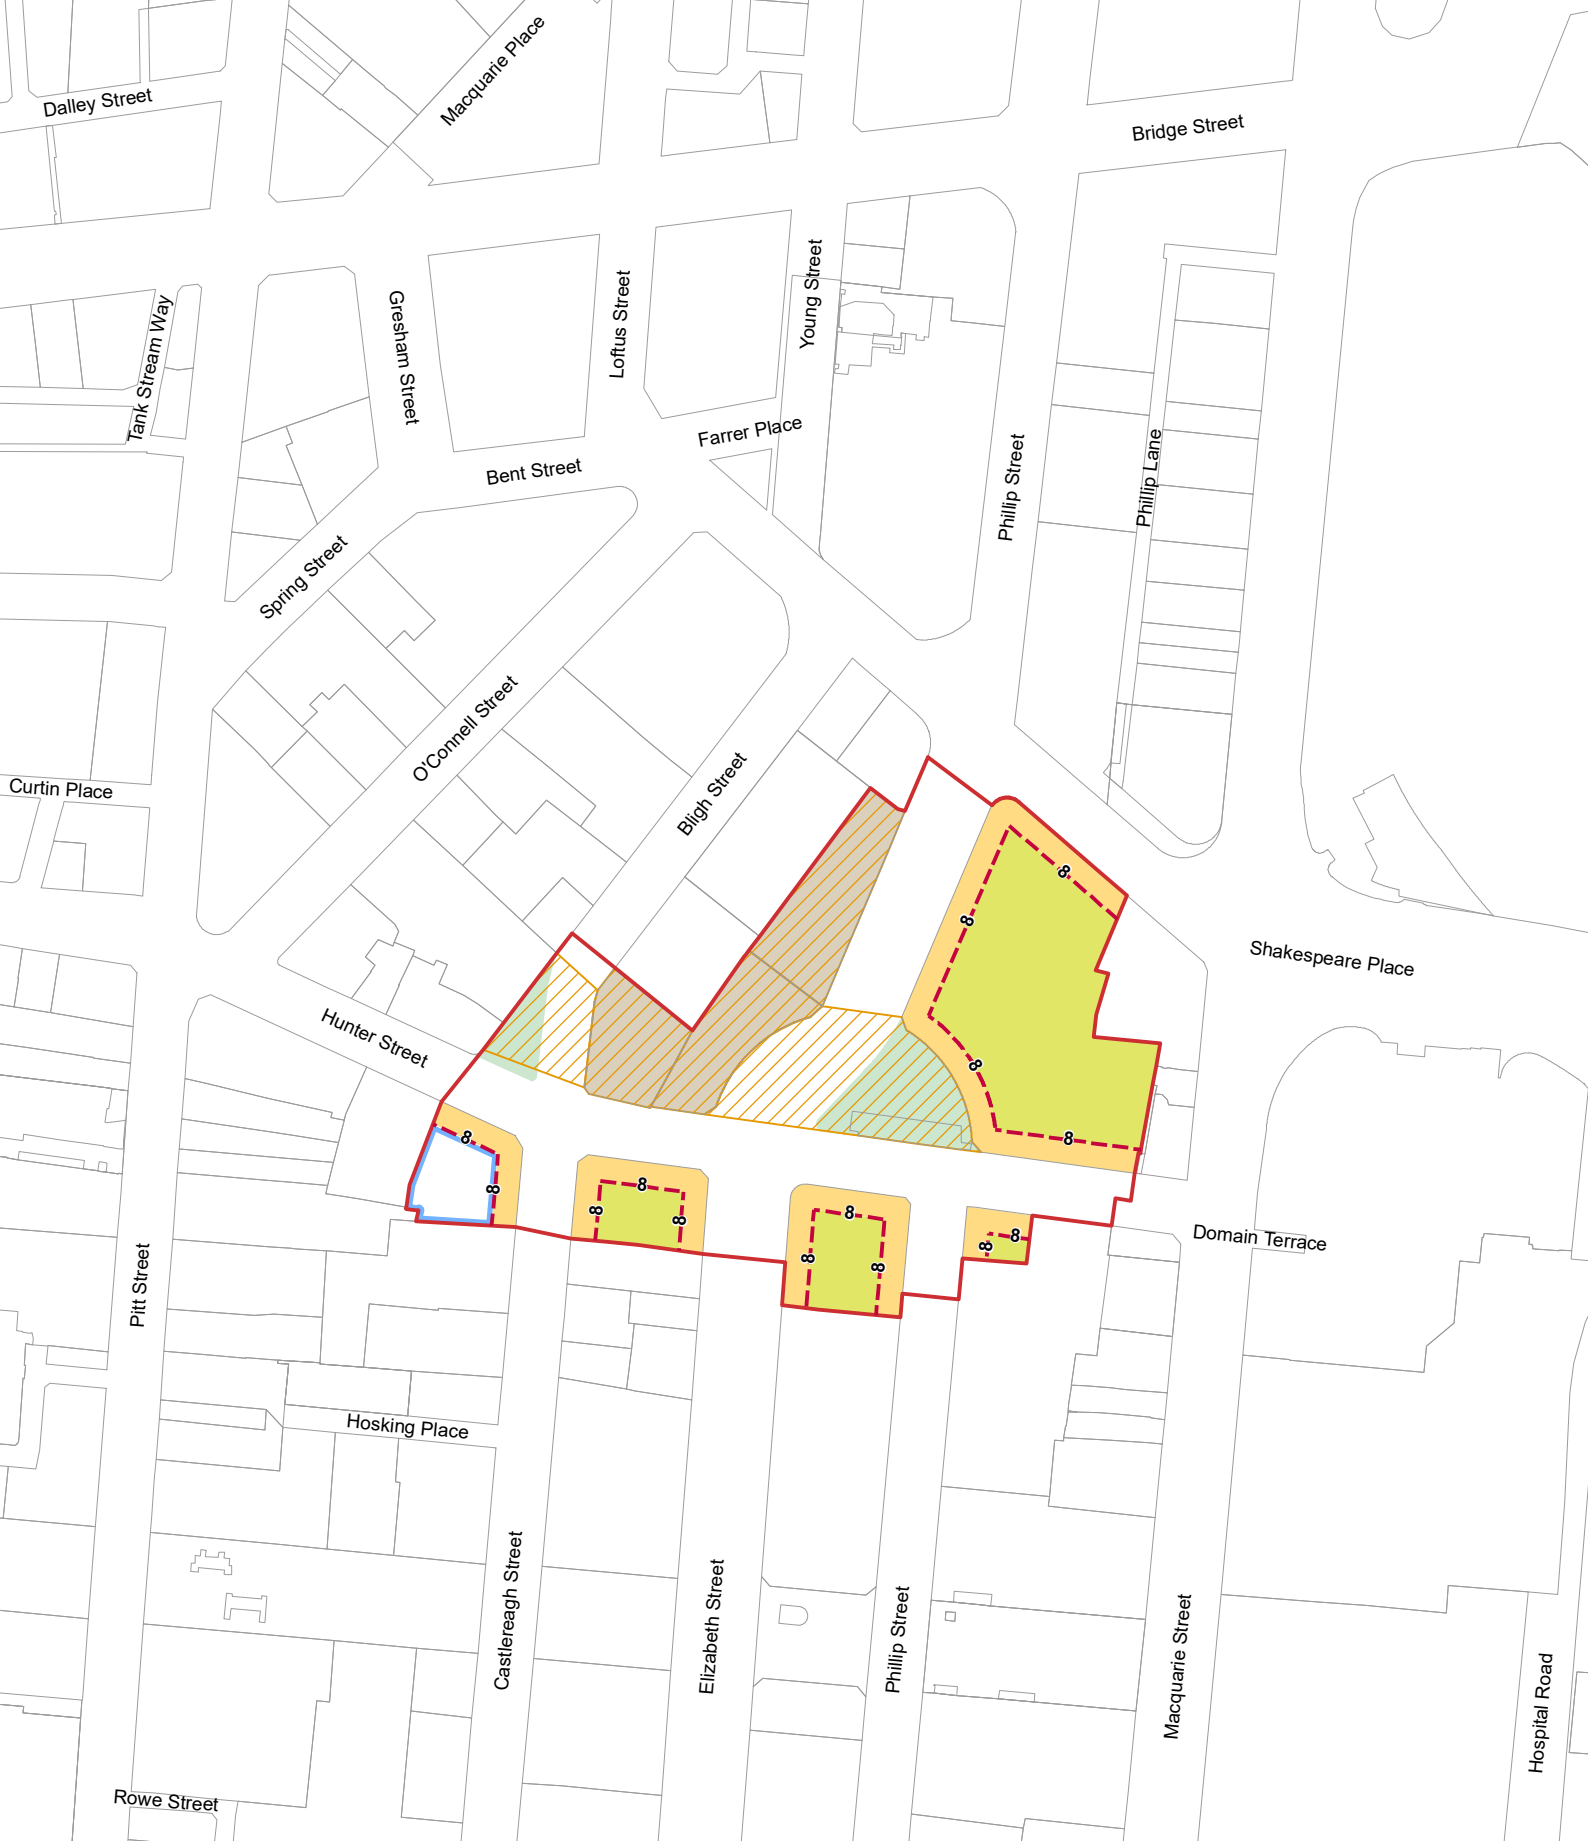 Macquarie Place
Dalley Street
Bridge Street
Young Street
Loftus Street
Gresham Street
Tank Stream Way
Farrer Place
Phillip Street
Phillip Lane
Bent Street
Spring Street
O'Connell Street
Bligh Street
Curtin Place
8
8
Shakespeare Place
Hunter Street
8
8
8
8
8
8
8
8
8
8
8
8
Domain Terrace
Pitt Street
Hosking Place
Castlereagh Street
Elizabeth Street
Phillip Street
Macquarie Street
Hospital Road
Rowe Street